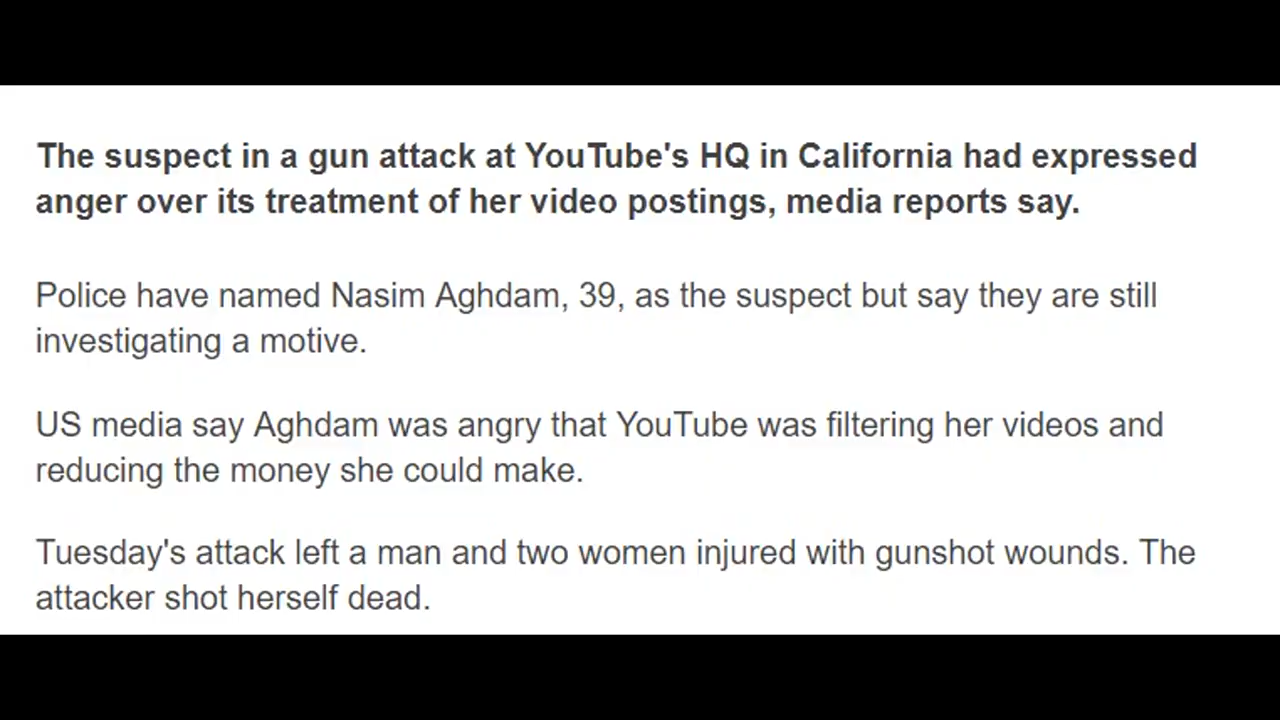 The suspect in a gun attack at YouTube's HQ in California had expressed
anger over its treatment of her video postings, media reports say.
Police have named Nasim Aghdam, 39, as the suspect but say they are still
investigating a motive.
US media say Aghdam was angry that YouTube was filtering her videos and
reducing the money she could make.
Tuesday's attack left a man and two women injured with gunshot wounds. The
attacker shot herself dead.